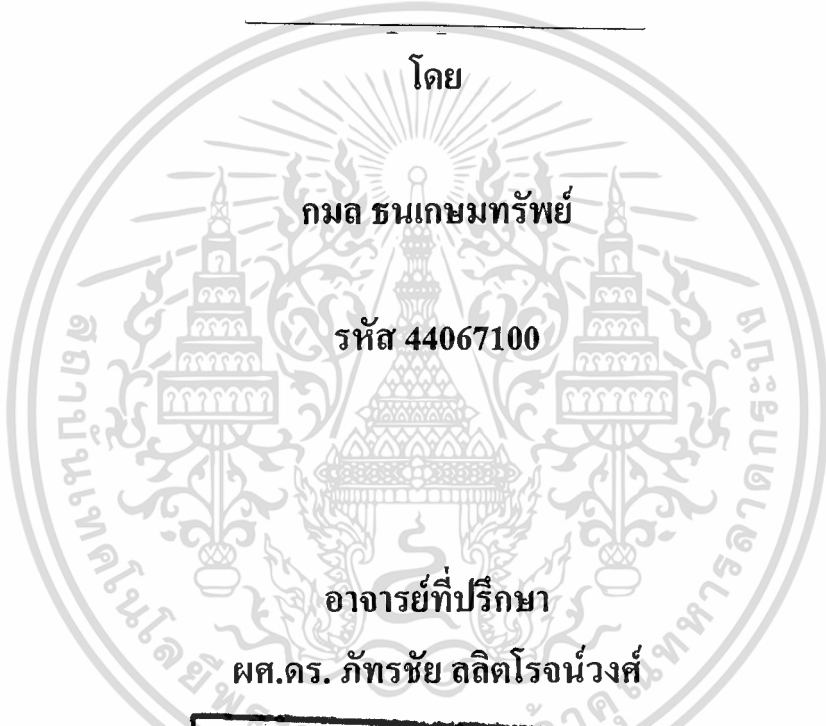 โดย
กมล ธนเกษมทรัพย์
รหัส 44067100
อาจารย์ที่ปรึกษา
ผศ.ดร. ภัทรชัย ลลิตโรจน์วงศ์